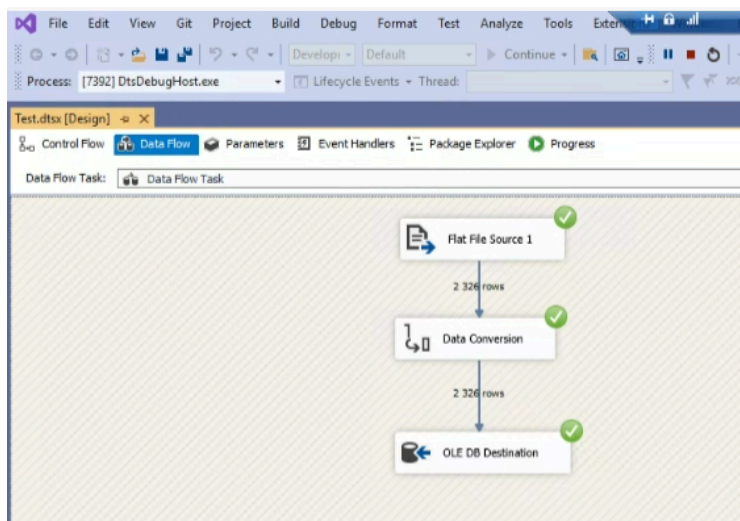 File Edit View Git Project Build Debug Format Test Analyze Tools
Default Continue
Process: [7392] DtsDebugHost.exe Lifecycle Events Thread:
Test.dtsx [Design]
Control Flow Data Flow Parameters Event Handlers Package Explorer Progress
Data Flow Task: Data Flow Task
Flat File Source 1
2 326 rows
Data Conversion
2 326 rows
OLE DB Destination